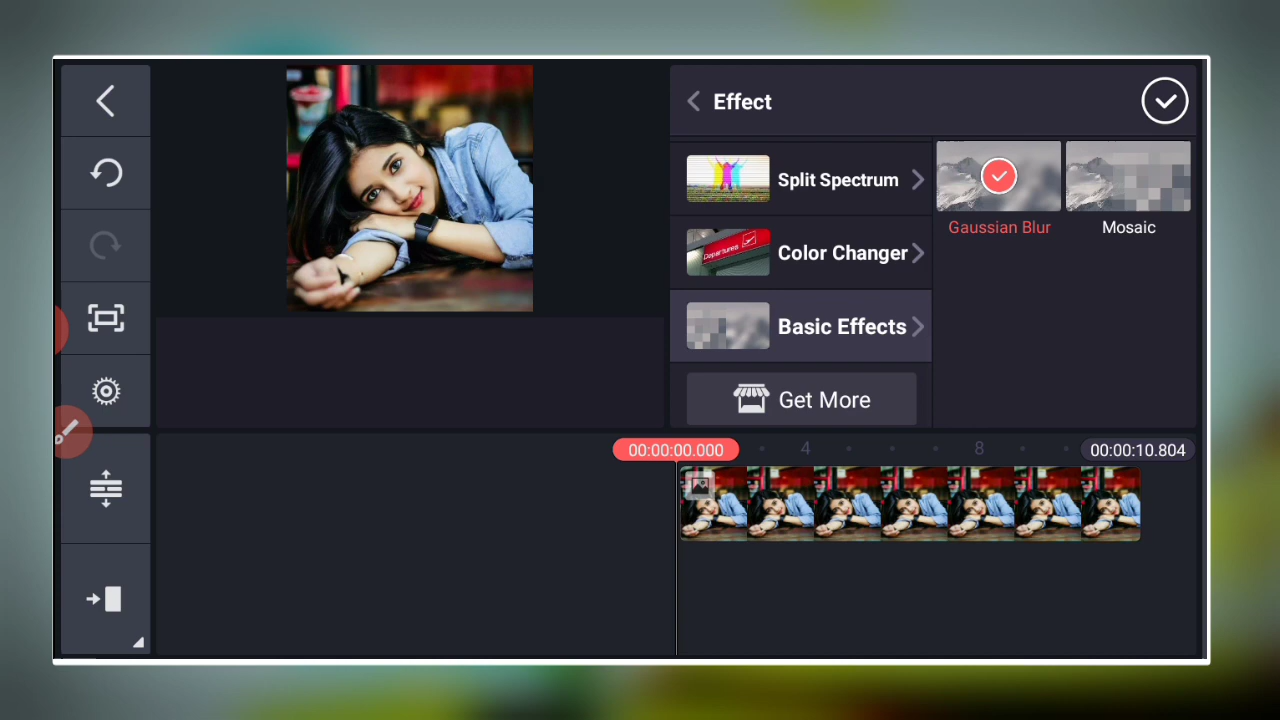 Effect
Split Spectrum
Departures
Color Changer
Gaussian Blur
Mosaic
Basic Effects
Get More
00:00:00.000
4
8
00:00:10.804